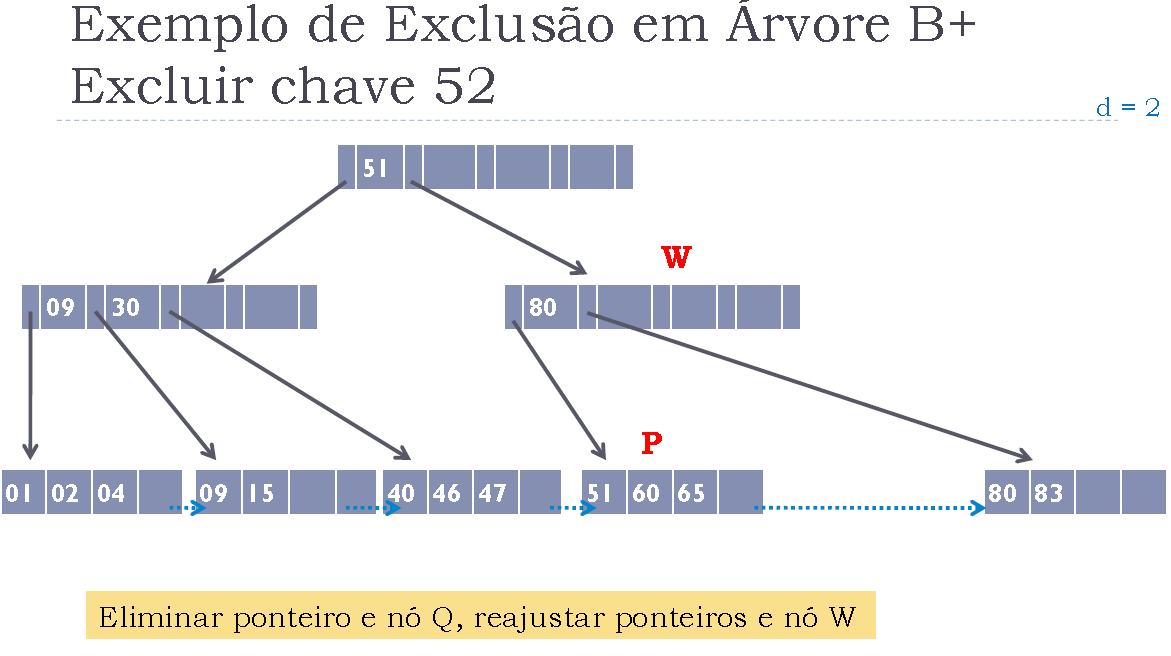 Exemplo de Exclusão em Árvore B+
Excluir chave 52
d = 2
51
W
09 30
80
P
01 02 04
09 15
40 46 47
51 60 65
80 83
Eliminar ponteiro e nó Q, reajustar ponteiros e nó W